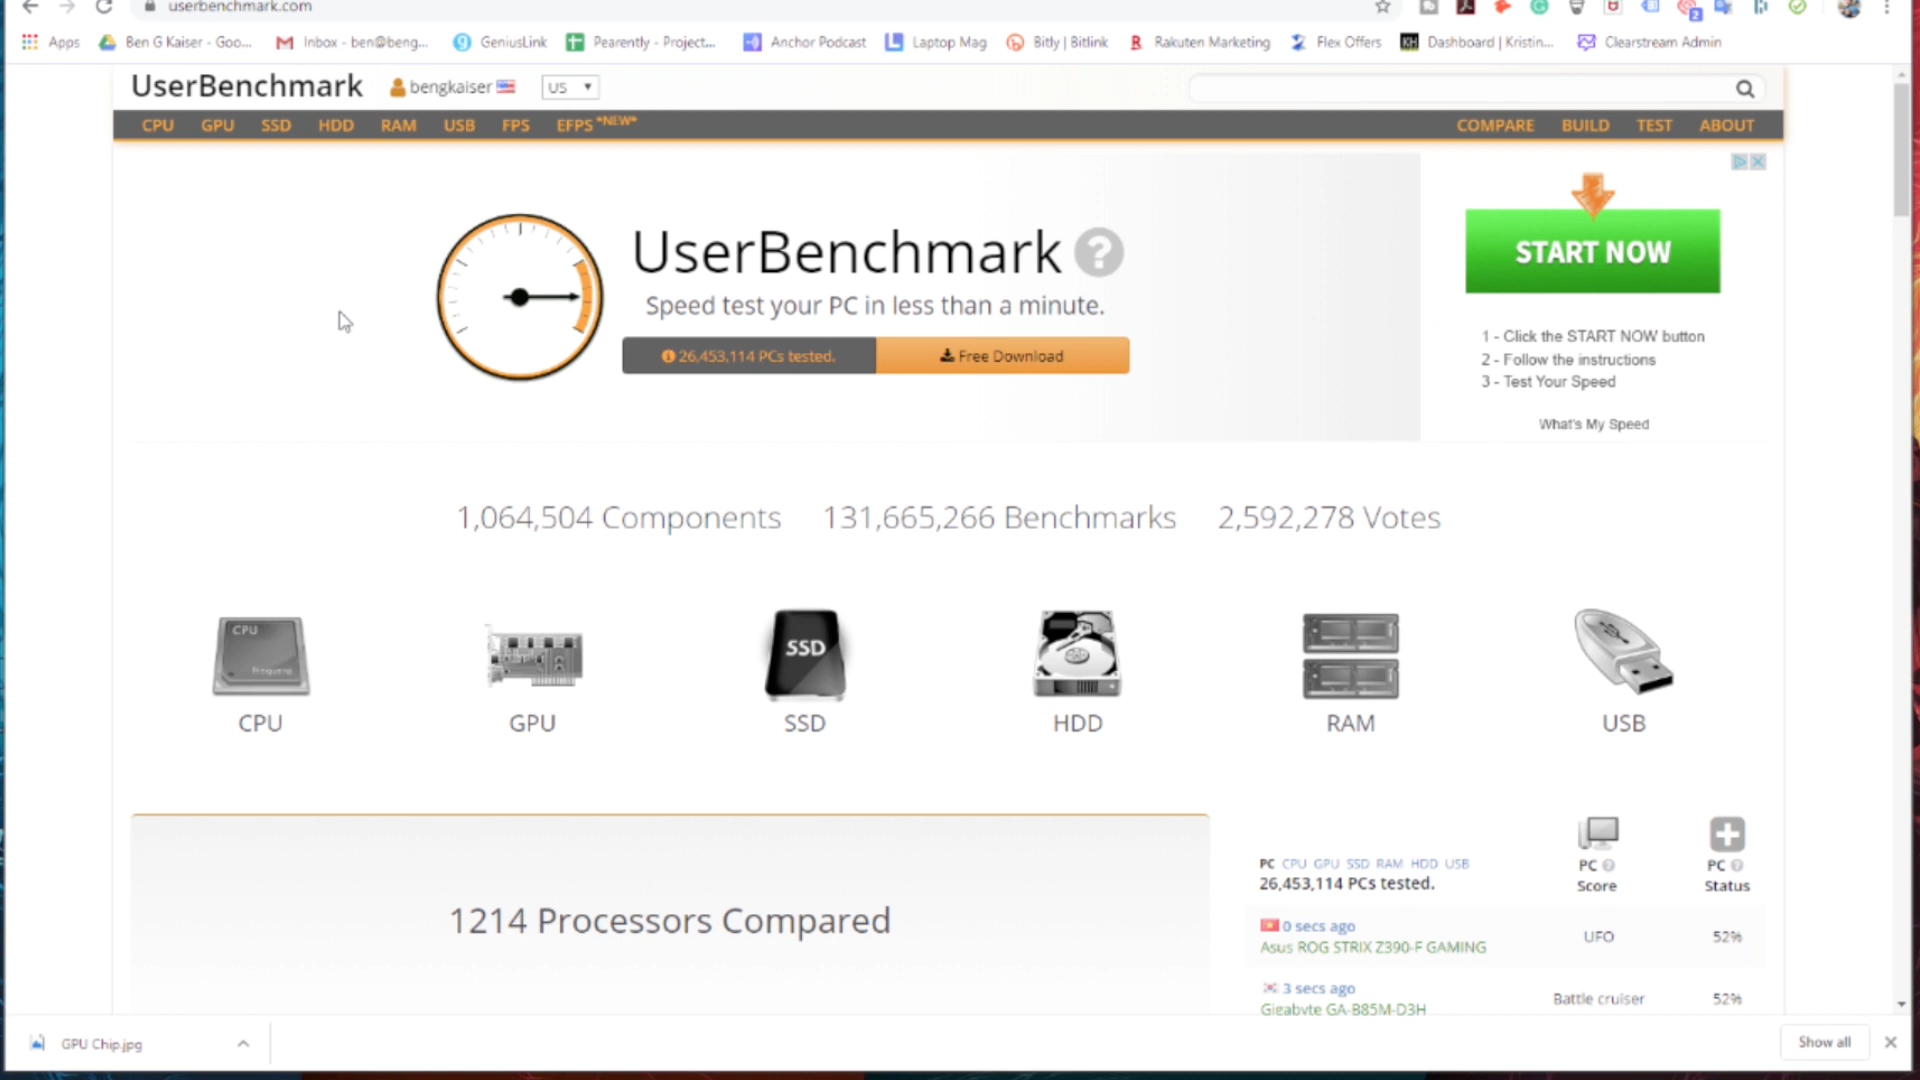 userbenchmark.com
Apps Ben G Kaiser - Goo... Inbox - ben@beng... GeniusLink Pearently - Project... Anchor Podcast Laptop Mag Bitly | Bitlink Rakuten Marketing Flex Offers KH Dashboard | Kristin... Clearstream Admin
UserBenchmark bengkaiser US
CPU GPU SSD HDD RAM USB FPS EFPS *NEW* COMPARE BUILD TEST ABOUT
UserBenchmark ?
Speed test your PC in less than a minute.
26,453,114 PCs tested. Free Download
START NOW
1 - Click the START NOW button
2 - Follow the instructions
3 - Test Your Speed
What's My Speed
1,064,504 Components 131,665,266 Benchmarks 2,592,278 Votes
CPU
SSD
CPU GPU SSD HDD RAM USB
1214 Processors Compared
PC CPU GPU SSD RAM HDD USB
26,453,114 PCs tested.
PC Score
PC Status
0 secs ago
Asus ROG STRIX Z390-F GAMING
UFO 52%
3 secs ago
Gigabyte GA-B85M-D3H
Battle cruiser 52%
GPU Chip.jpg Show all